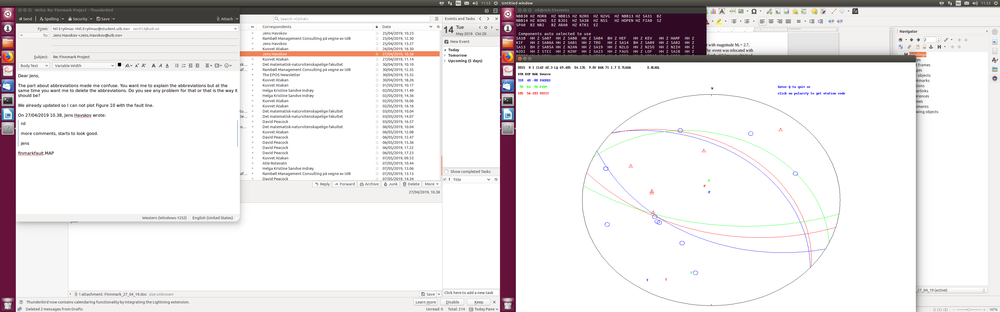 11:53
Untitled window
11:53
Write: Re: Finnmark Project - Thunderbird
Send
Spelling
Security
Save
Attach
From: Nil Eryilmaz <Nil.Eryilmaz@student.uib.no> ner013@uib.no
To: Jens Havskov <Jens.Havskov@uib.no>
Subject: Re: Finnmark Project
Body Text
Variable Width
Dear Jens,
The part about abbreviations made me confuse. You want me to explain the abbreviations but at the
same time you want me to delete the abbreviations. Do you see any problem for that or that is the way it
should be?
We already updated so I can not plot Figure 10 with the fault line.
On 27/04/2019 10.38, Jens Havskov wrote:
nil
more comments, starts to look good.
jens
finmarkfault.MAP
Western (Windows-1252) English (United States)
Search <Ctrl+K>
Correspondents Date
Jens Havskov 25/04/2019, 10.23
Rambøll Management Consulting på vegne av UiB 25/04/2019, 12.30
Jens Havskov 25/04/2019, 13.27
Kuvvet Atakan 26/04/2019, 16.30
Jens Havskov 27/04/2019, 10.38
Kuvvet Atakan 27/04/2019, 11.14
Det matematisk-naturvitenskapelige fakultet 30/04/2019, 10.10
Rambøll Management Consulting på vegne av UiB 30/04/2019, 12.35
The EPOS Newsletter 30/04/2019, 15.55
Kuvvet Atakan 30/04/2019, 18.26
Kuvvet Atakan 01/05/2019, 10.17
Helga Kristine Sandve Indrøy 02/05/2019, 11.49
Helga Kristine Sandve Indrøy 02/05/2019, 14.36
Kuvvet Atakan 02/05/2019, 16.06
Kuvvet Atakan 02/05/2019, 16.16
Det matematisk-naturvitenskapelige fakultet 03/05/2019, 10.04
Det matematisk-naturvitenskapelige fakultet 03/05/2019, 14.07
David Peacock 03/05/2019, 16.57
Det matematisk-naturvitenskapelige fakultet 06/05/2019, 10.04
Kuvvet Atakan 06/05/2019, 12.08
David Peacock 06/05/2019, 12.47
David Peacock 06/05/2019, 15.36
David Peacock 06/05/2019, 17.22
David Peacock 06/05/2019, 17.23
Kuvvet Atakan 07/05/2019, 09.53
Atle Rotevatn 07/05/2019, 10.44
Helga Kristine Sandve Indrøy 07/05/2019, 13.06
Rambøll Management Consulting på vegne av UiB 07/05/2019, 13.13
David Peacock 07/05/2019, 14.34
Reply Forward Archive Junk Delete More
27/04/2019, 10.38
1 attachment: Finnmark_27_04_19.doc size unknown
Save
Thunderbird now contains calendaring functionality by integrating the Lightning extension.
Learn more Disable Keep
Deleted 2 messages from Drafts
Unread: 0 Total: 214 Today Pane
Events and Tasks
14 Tue
May 2019 CW 20
New Event
Today
Tomorrow
Upcoming (5 days)
Show completed Tasks
Title
Click here to add a new task
nil@rick:35events
NBB30 HZ MOR8 HZ NBB15 HZ N2RO HZ N2VG HZ NBB13 HZ SA31 BZ
NBB14 HZ KONS EZ BJO1 HZ SA38 HZ NSS HZ HOPEN HZ FIA0 SZ
SPA0 BZ NB2 BZ ARA0 HZ KTK1 EZ
Components auto selected to use
SA10 HH Z SA07 HH Z SA08 HH Z SA04 BH Z HEF HH Z KEV HH Z HAMF HH Z
KIF HH Z SA06A HH Z SA01 HH Z TRO HH Z SA14 BH Z SA09 HH Z SA02 HH Z
SA13 BH Z SA05A HH Z N2AN HH Z SA19 HH Z N2LO HH Z N2SO HH Z N2IH HH Z
N2DI HH Z STEI HH Z N2NF HH Z SA23 HH Z FAUS HH Z LOF HH Z SA28 HH Z
t with magnitude ML= 2.7,
he event was relocated with
2015 8 1 1142 42.3 LQ 69.405 24.135 9.0F BER 71 1.7 2.7LBER 2.8LHEL
STR DIP RAK Source
310 40 -80 FOCMEC
98 64 -96 PINV
105 56-103 FPFIT
Enter Q to quit or
click on polarity to get station code
N
P
P
P
T
T
T
Comments
Navigator
2
Headings
27_04_19 (active)
107%